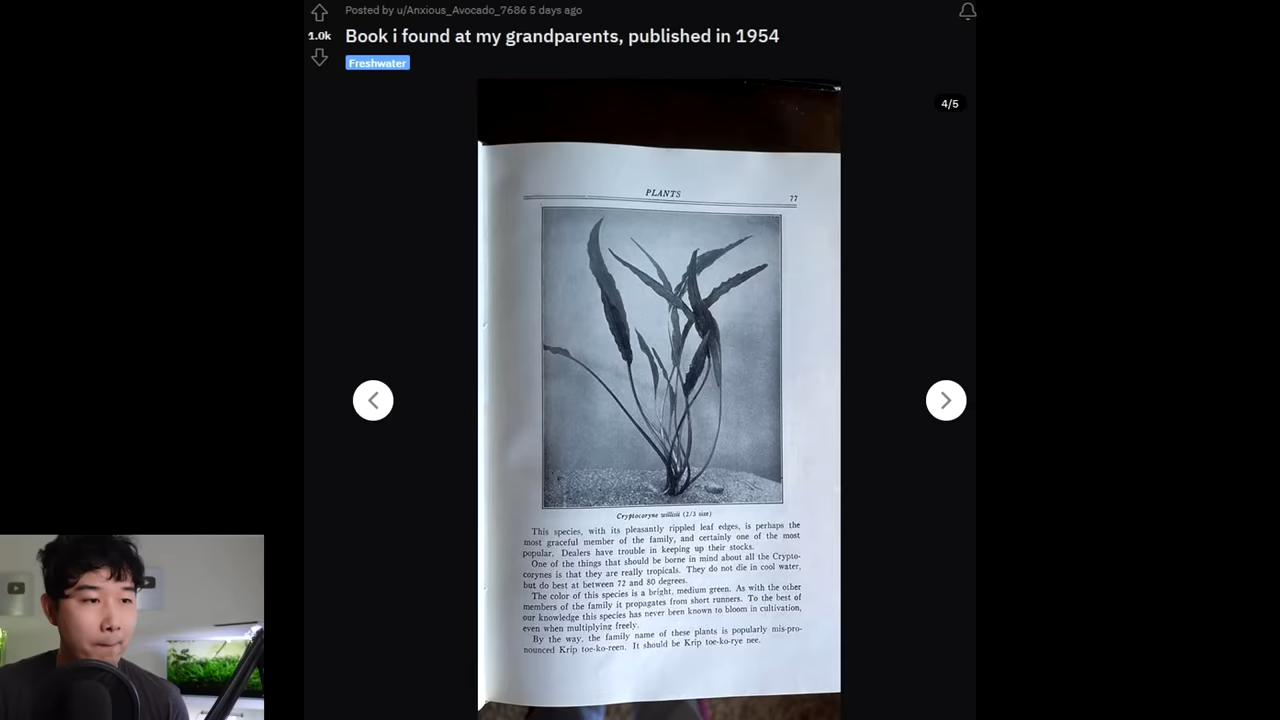 Posted by u/Anxious_Avocado_7686 5 days ago
1.0k
Book i found at my grandparents, published in 1954
Freshwater
4/5
PLANTS
77
Cryptocoryne willisii (2/3 size)
This species, with its pleasantly rippled leaf edges, is perhaps the
most graceful member of the family, and certainly one of the most
popular. Dealers have trouble in keeping up their stocks.
One of the things that should be borne in mind about all the Crypto-
corynes is that they are really tropicals. They do not die in cool water,
but do best at between 72 and 80 degrees.
The color of this species is a bright, medium green. As with the other
members of the family it propagates from short runners. To the best of
our knowledge this species has never been known to bloom in cultivation,
even when multiplying freely.
By the way, the family name of these plants is popularly mis-pro-
nounced Krip toe-ko-reen. It should be Krip toe-ko-rye nee.